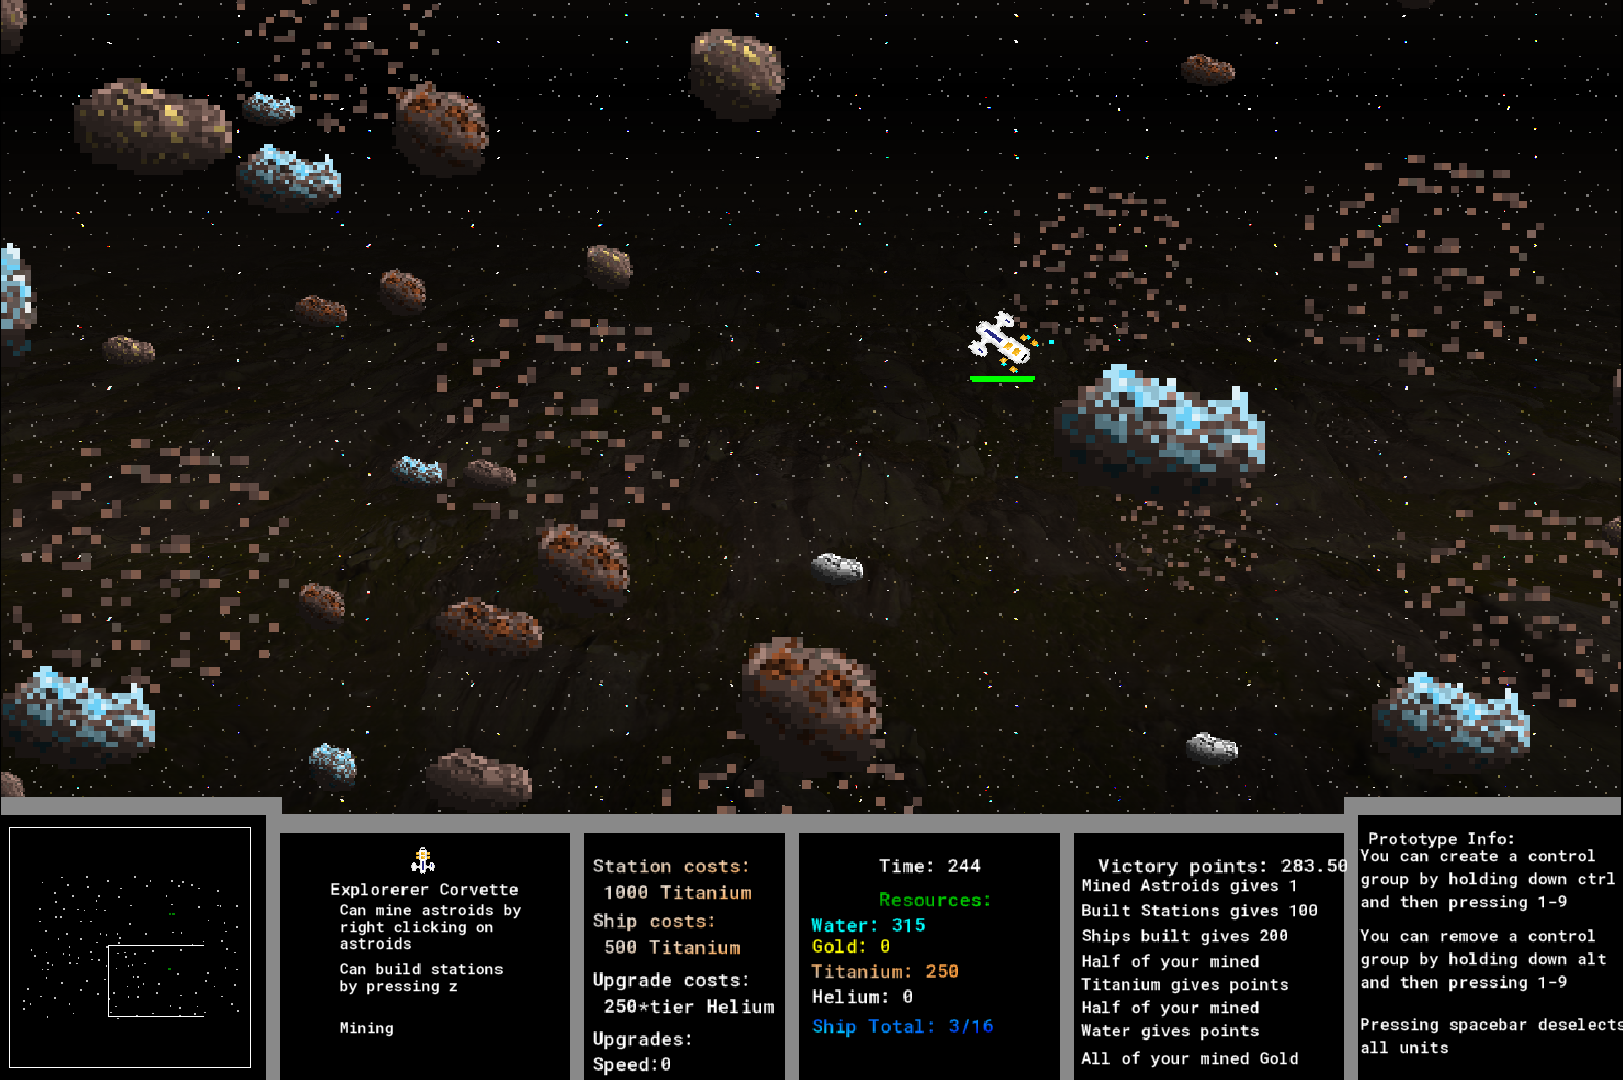 Explorerer Corvette
Can mine astroids by
right clicking on
astroids
Can build stations
by pressing z
Mining
Station costs:
1000 Titanium
Ship costs:
500 Titanium
Upgrade costs:
250*tier Helium
Upgrades:
Speed:0
Time: 244
Resources:
Water: 315
Gold: 0
Titanium: 250
Helium: 0
Ship Total: 3/16
Victory points: 283.50
Mined Astroids gives 1
Built Stations gives 100
Ships built gives 200
Half of your mined
Titanium gives points
Half of your mined
Water gives points
All of your mined Gold
Prototype Info:
You can create a control
group by holding down ctrl
and then pressing 1-9
You can remove a control
group by holding down alt
and then pressing 1-9
Pressing spacebar deselects
all units